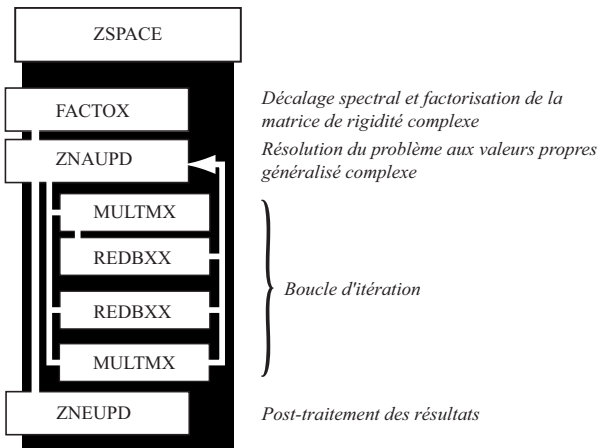 ZSPACE
FACTOX
Décalage spectral et factorisation de la
matrice de rigidité complexe
ZNAUPD
Résolution du problème aux valeurs propres
généralisé complexe
MULTMX
REDBXX
Boucle d'itération
REDBXX
MULTMX
ZNEUPD
Post-traitement des résultats